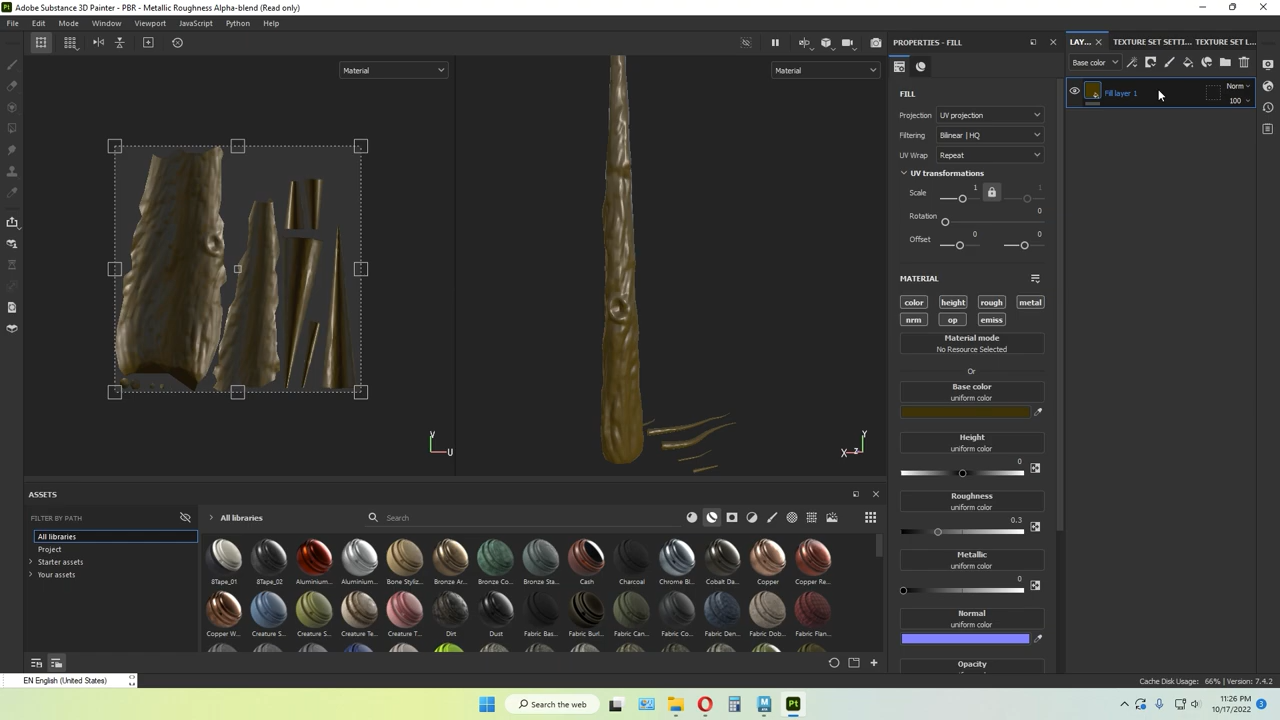 Adobe Substance 3D Painter - PBR - Metallic Roughness Alpha-blend (Read only)
File Edit Mode Window Viewport JavaScript Python Help
Material
Material
PROPERTIES - FILL
LAY... TEXTURE SET SETTI... TEXTURE SET L...
Base color
Fill layer 1
Norm
100
FILL
Projection UV projection
Filtering Bilinear | HQ
UV Wrap Repeat
UV transformations
Scale 1 1
Rotation 0
Offset 0 0
MATERIAL
color height rough metal
nrm op emiss
Material mode
No Resource Selected
Or
Base color
uniform color
Height
uniform color
0
Roughness
uniform color
0.3
Metallic
uniform color
0
Normal
uniform color
Opacity
V
U
Y
X Z
ASSETS
FILTER BY PATH
All libraries
Project
Starter assets
Your assets
All libraries
Search
8Tape_01 8Tape_02 Aluminium... Aluminium... Bone Styliz... Bronze Ar... Bronze Co... Bronze Sta... Cash Charcoal Chrome Bl... Cobalt Da... Copper Copper Re...
Copper W... Creature S... Creature S... Creature Te... Creature T... Dirt Dust Fabric Bas... Fabric Burl... Fabric Can... Fabric Co... Fabric Den... Fabric Dob... Fabric Flan...
EN English (United States)
Cache Disk Usage: 66% | Version: 7.4.2
Search the web
Pt
11:26 PM
10/17/2022